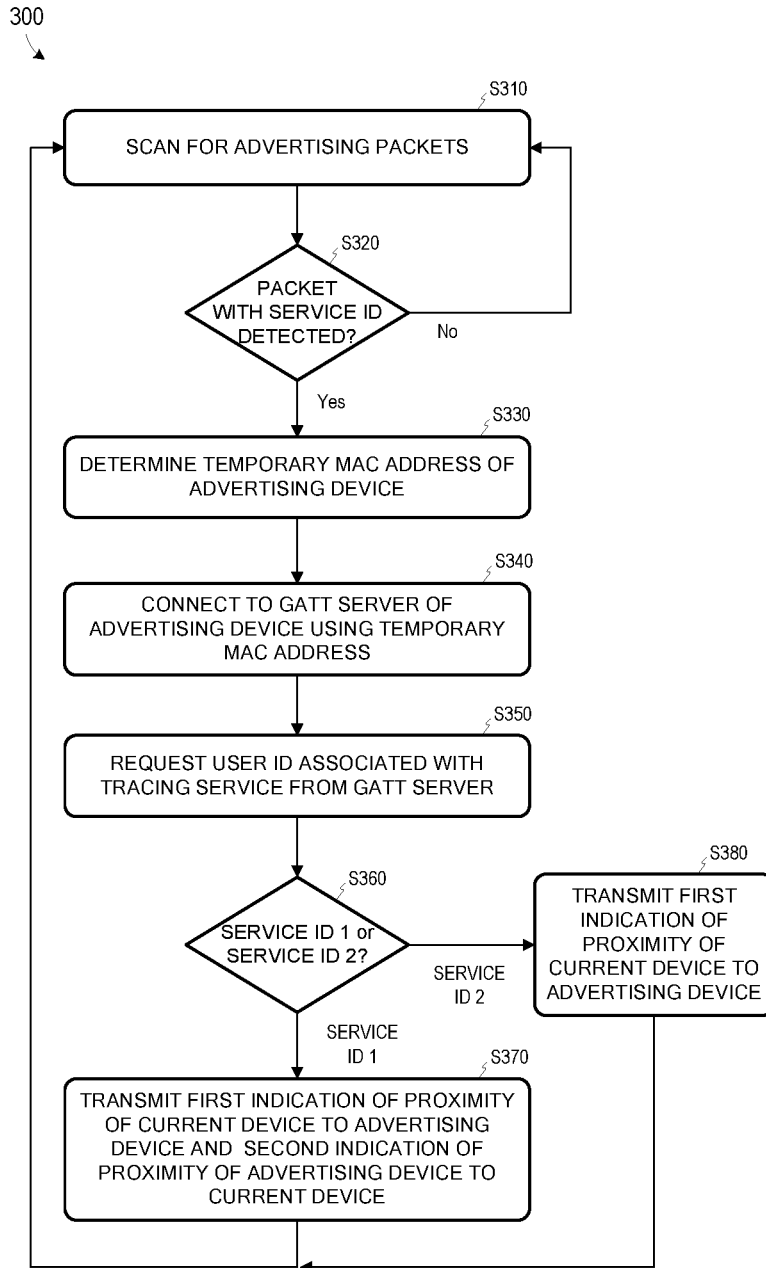 300
S310
SCAN FOR ADVERTISING PACKETS
S320
PACKET
WITH SERVICE ID
DETECTED?
No
Yes
S330
DETERMINE TEMPORARY MAC ADDRESS OF
ADVERTISING DEVICE
S340
CONNECT TO GATT SERVER OF
ADVERTISING DEVICE USING TEMPORARY
MAC ADDRESS
S350
REQUEST USER ID ASSOCIATED WITH
TRACING SERVICE FROM GATT SERVER
S360
SERVICE ID 1 or
SERVICE ID 2?
SERVICE
ID 2
S380
TRANSMIT FIRST
INDICATION OF
PROXIMITY OF
CURRENT DEVICE TO
ADVERTISING DEVICE
SERVICE
ID 1
S370
TRANSMIT FIRST INDICATION OF PROXIMITY
OF CURRENT DEVICE TO ADVERTISING
DEVICE AND SECOND INDICATION OF
PROXIMITY OF ADVERTISING DEVICE TO
CURRENT DEVICE